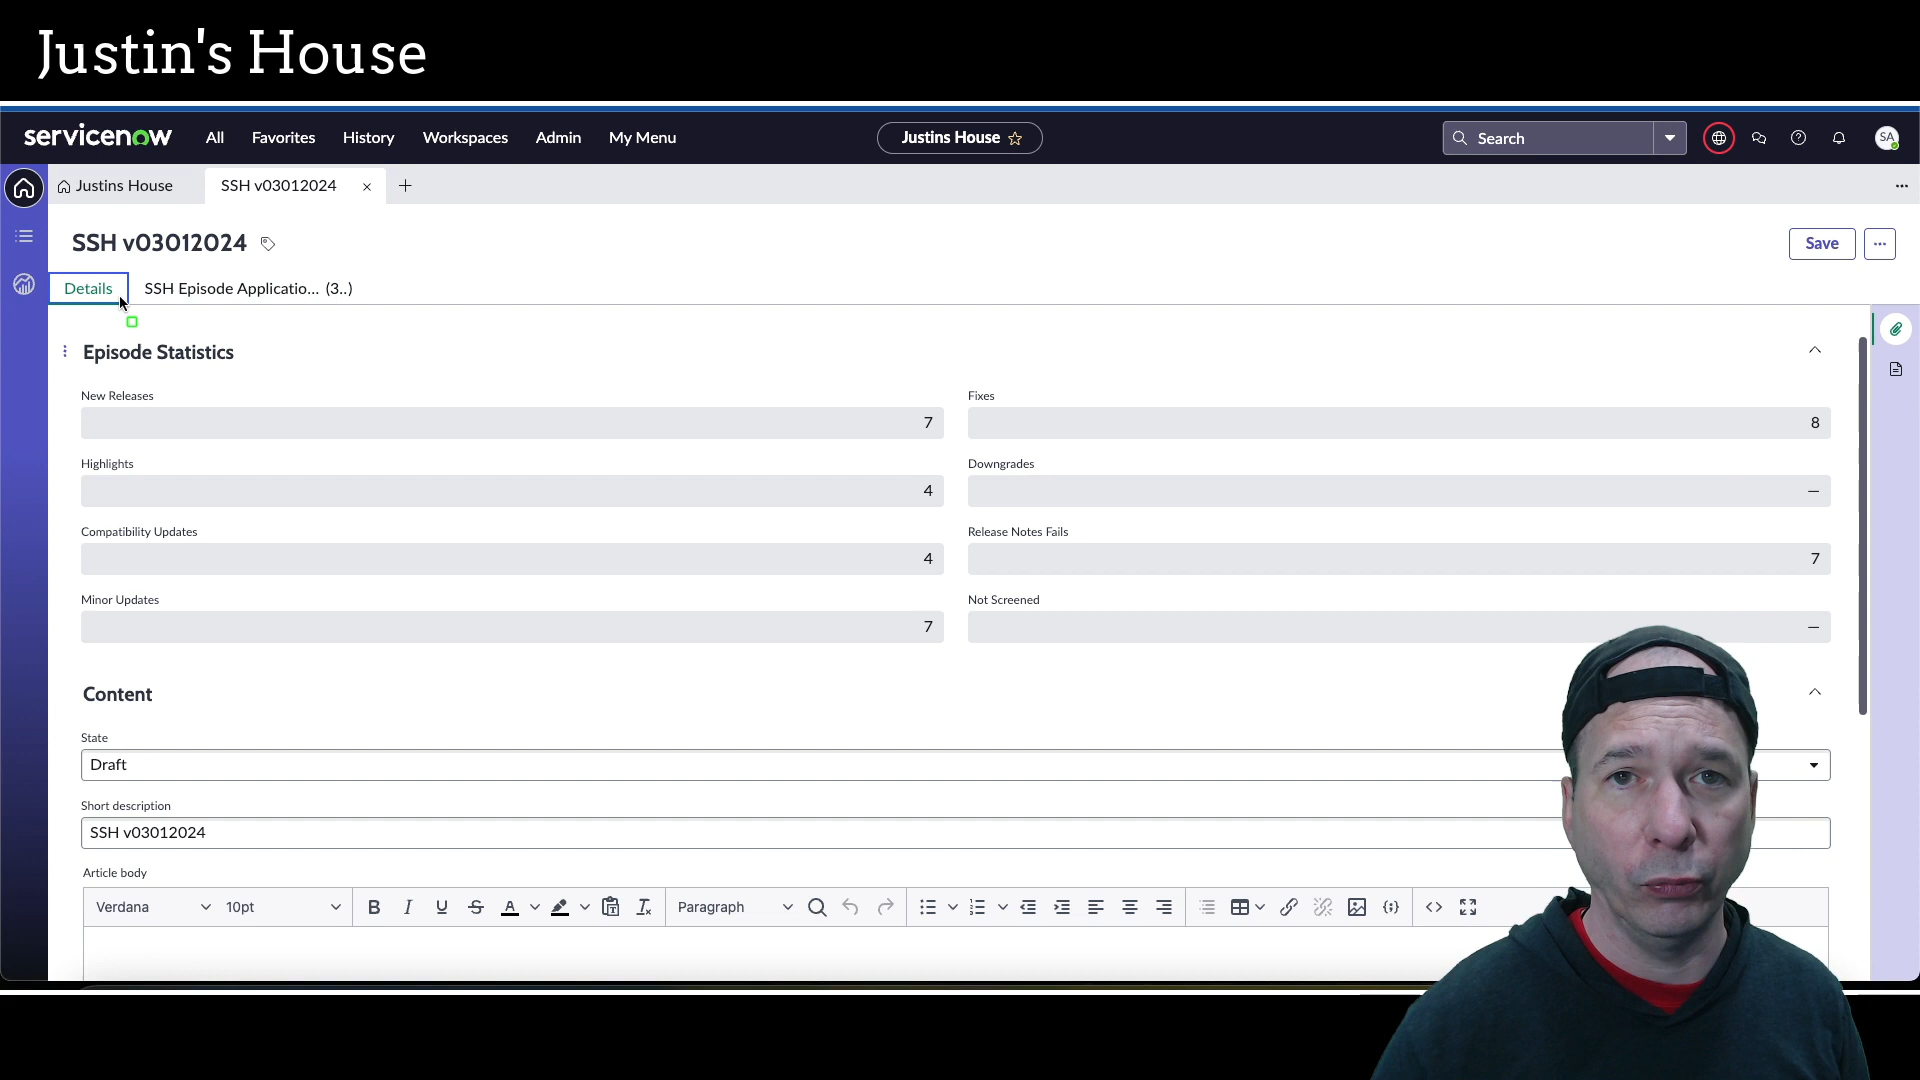 Justin's House
servicenow All Favorites History Workspaces Admin My Menu Justins House Search SA
Justins House SSH v03012024
SSH v03012024 Save
Details SSH Episode Applicatio... (3..)
Episode Statistics
New Releases Fixes
7 8
Highlights Downgrades
4 —
Compatibility Updates Release Notes Fails
4 7
Minor Updates Not Screened
7 —
Content
State
Draft
Short description
SSH v03012024
Article body
Verdana 10pt B I U S A Paragraph